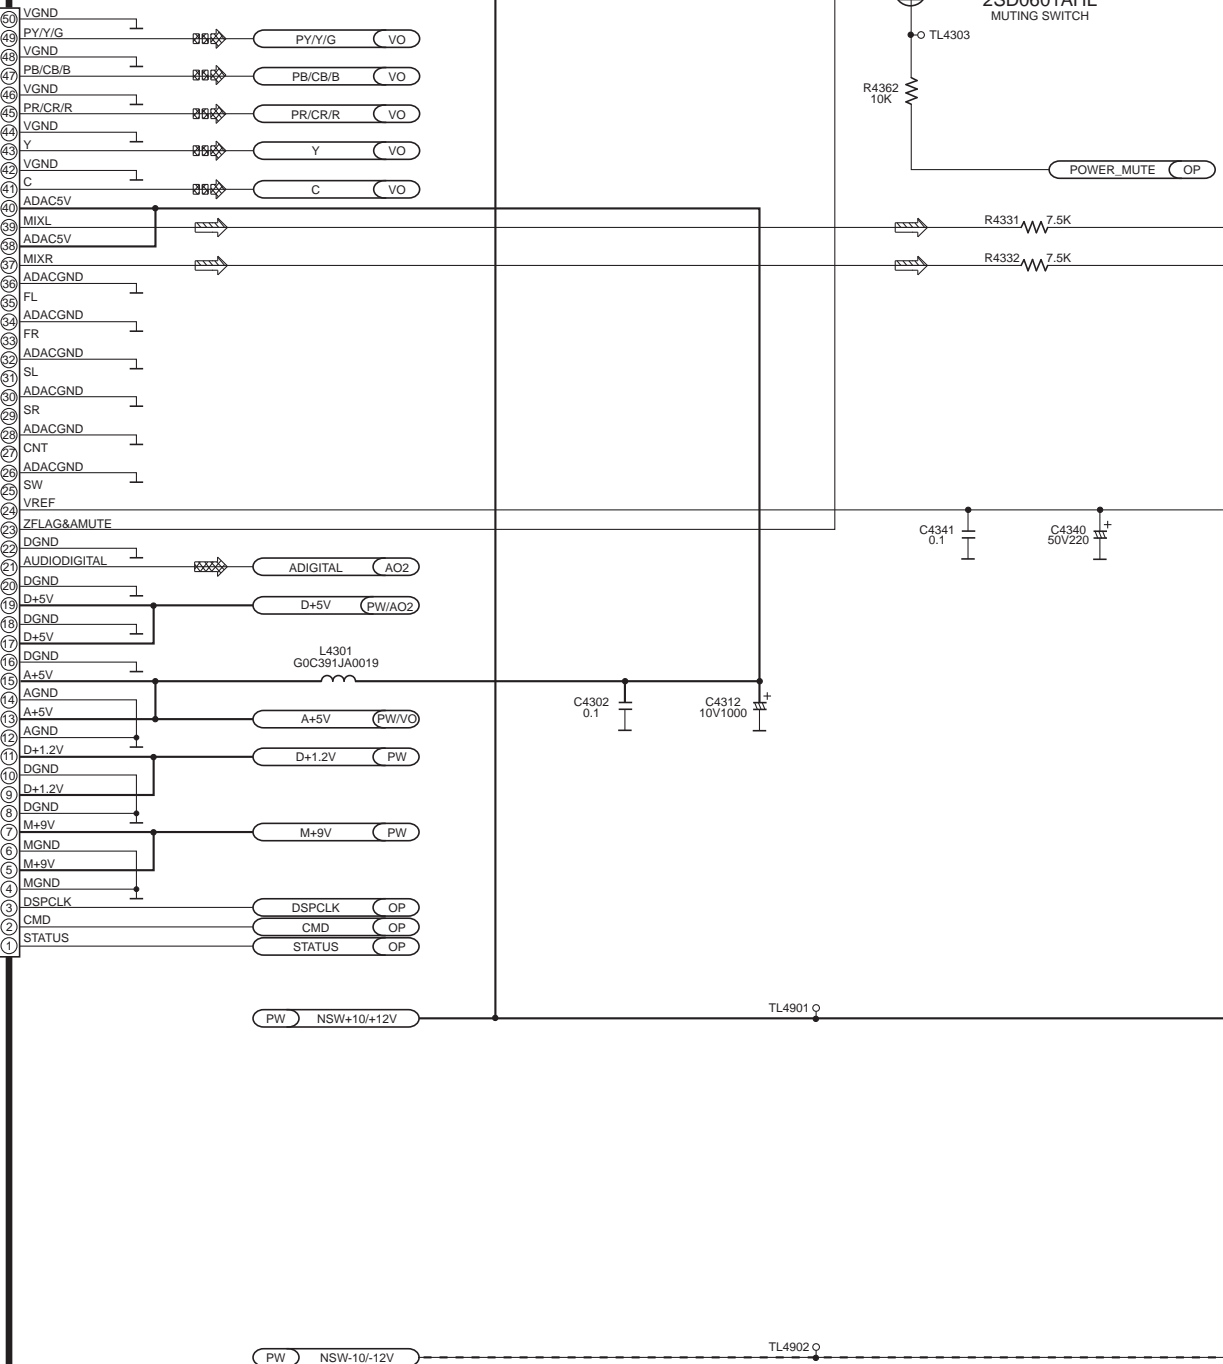 2SD0601AHL
MUTING SWITCH
TL4303
R4362
10K
POWER_MUTE OP
50 VGND
49 PY/Y/G PY/Y/G VO
48 VGND
47 PB/CB/B PB/CB/B VO
46 VGND
45 PR/CR/R PR/CR/R VO
44 VGND
43 Y Y VO
42 VGND
41 C C VO
40 ADAC5V
39 MIXL R4331 7.5K
38 ADAC5V
37 MIXR R4332 7.5K
36 ADACGND
35 FL
34 ADACGND
33 FR
32 ADACGND
31 SL
30 ADACGND
29 SR
28 ADACGND
27 CNT
26 ADACGND
25 SW
24 VREF
23 ZFLAG&AMUTE
C4341
0.1
C4340
50V220
+
22 DGND
21 AUDIODIGITAL ADIGITAL AO2
20 DGND
19 D+5V D+5V PW/AO2
18 DGND
17 D+5V
16 DGND
L4301
G0C391JA0019
15 A+5V
14 AGND
C4302
0.1
C4312
10V1000
+
13 A+5V A+5V PW/VO
12 AGND
11 D+1.2V D+1.2V PW
10 DGND
9 D+1.2V
8 DGND
7 M+9V M+9V PW
6 MGND
5 M+9V
4 MGND
3 DSPCLK DSPCLK OP
2 CMD CMD OP
1 STATUS STATUS OP
PW NSW+10/+12V TL4901
PW NSW-10/-12V TL4902